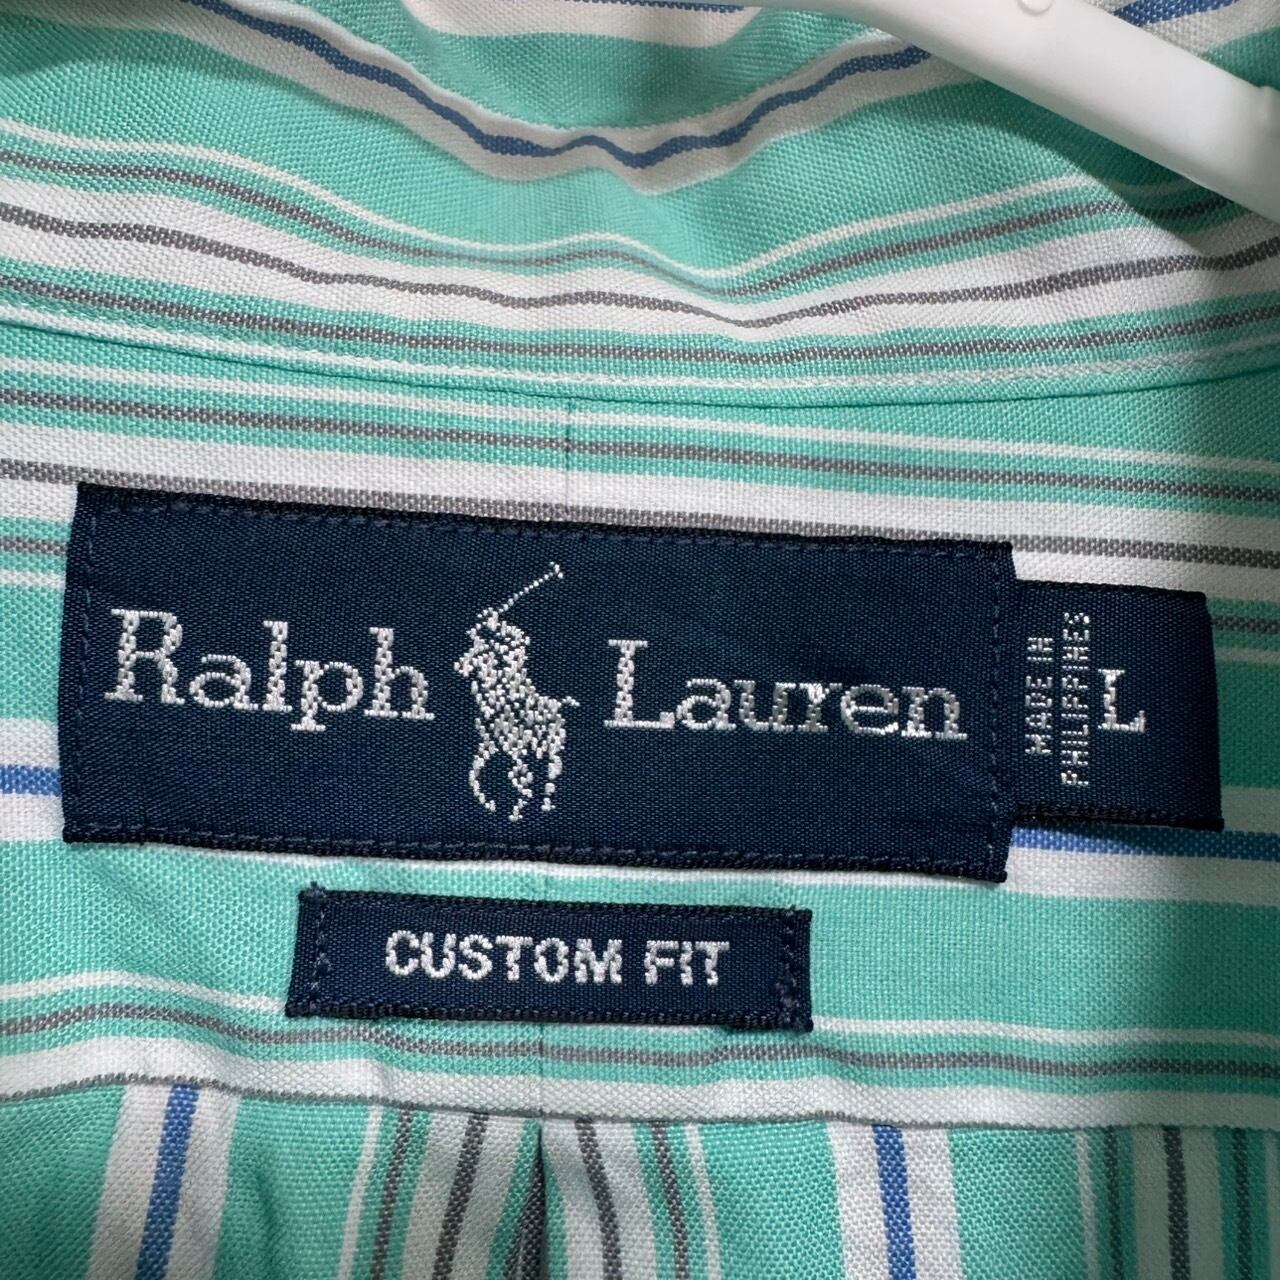 Ralph Lauren
MADE IN
PHILIPPINES
L
CUSTOM FIT